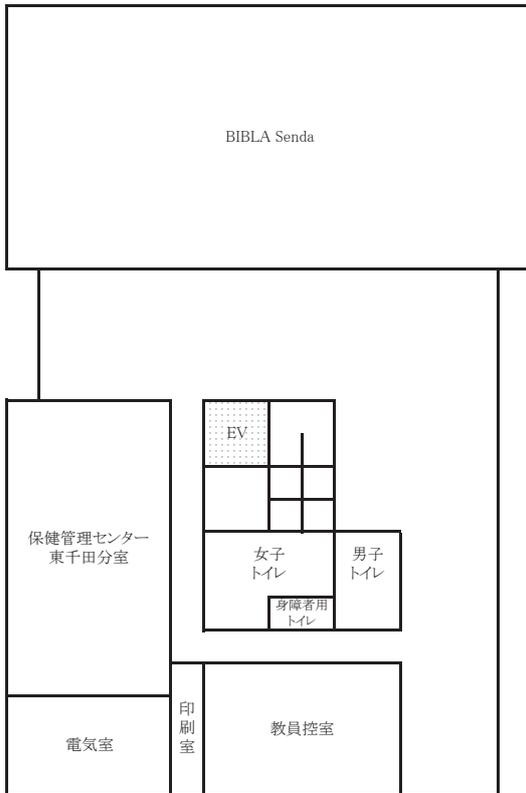 BIBLA Senda
EV
保健管理センター
東千田分室
女子
トイレ
男子
トイレ
身障者用
トイレ
印刷室
教員控室
電気室